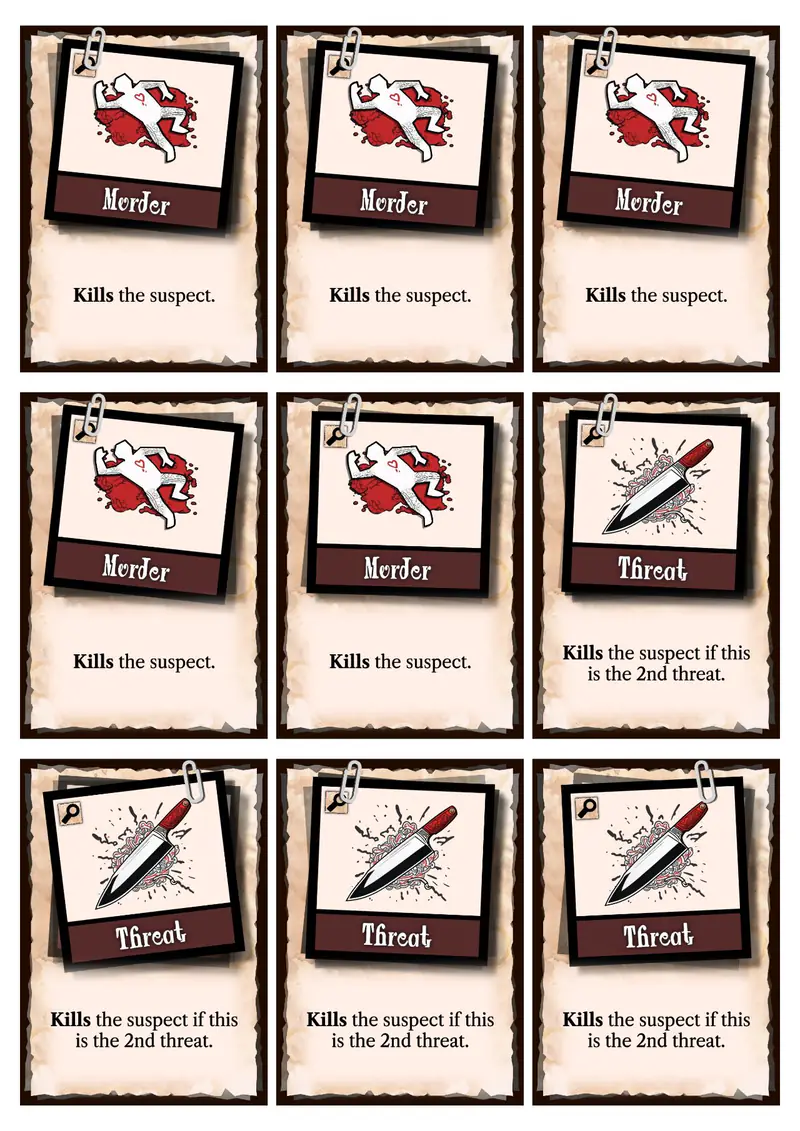 Murder
Kills the suspect.
Murder
Kills the suspect.
Murder
Kills the suspect.
Murder
Kills the suspect.
Murder
Kills the suspect.
Threat
Kills the suspect if this
is the 2nd threat.
Threat
Kills the suspect if this
is the 2nd threat.
Threat
Kills the suspect if this
is the 2nd threat.
Threat
Kills the suspect if this
is the 2nd threat.